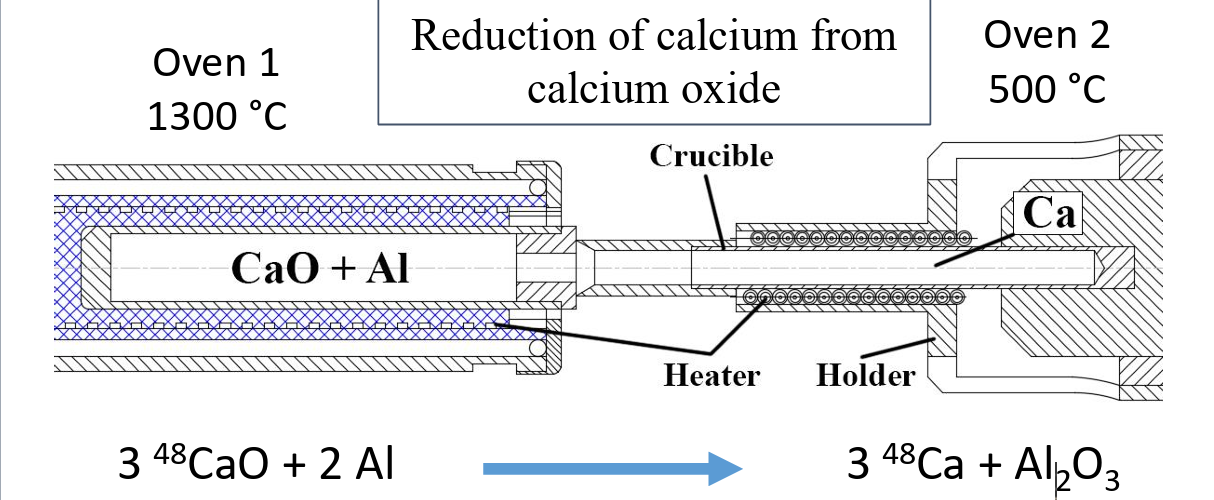 Reduction of calcium from
calcium oxide
Oven 1
1300 °C
Oven 2
500 °C
Crucible
Ca
CaO + Al
Heater
Holder
3 ⁴⁸CaO + 2 Al
3 ⁴⁸Ca + Al₂O₃